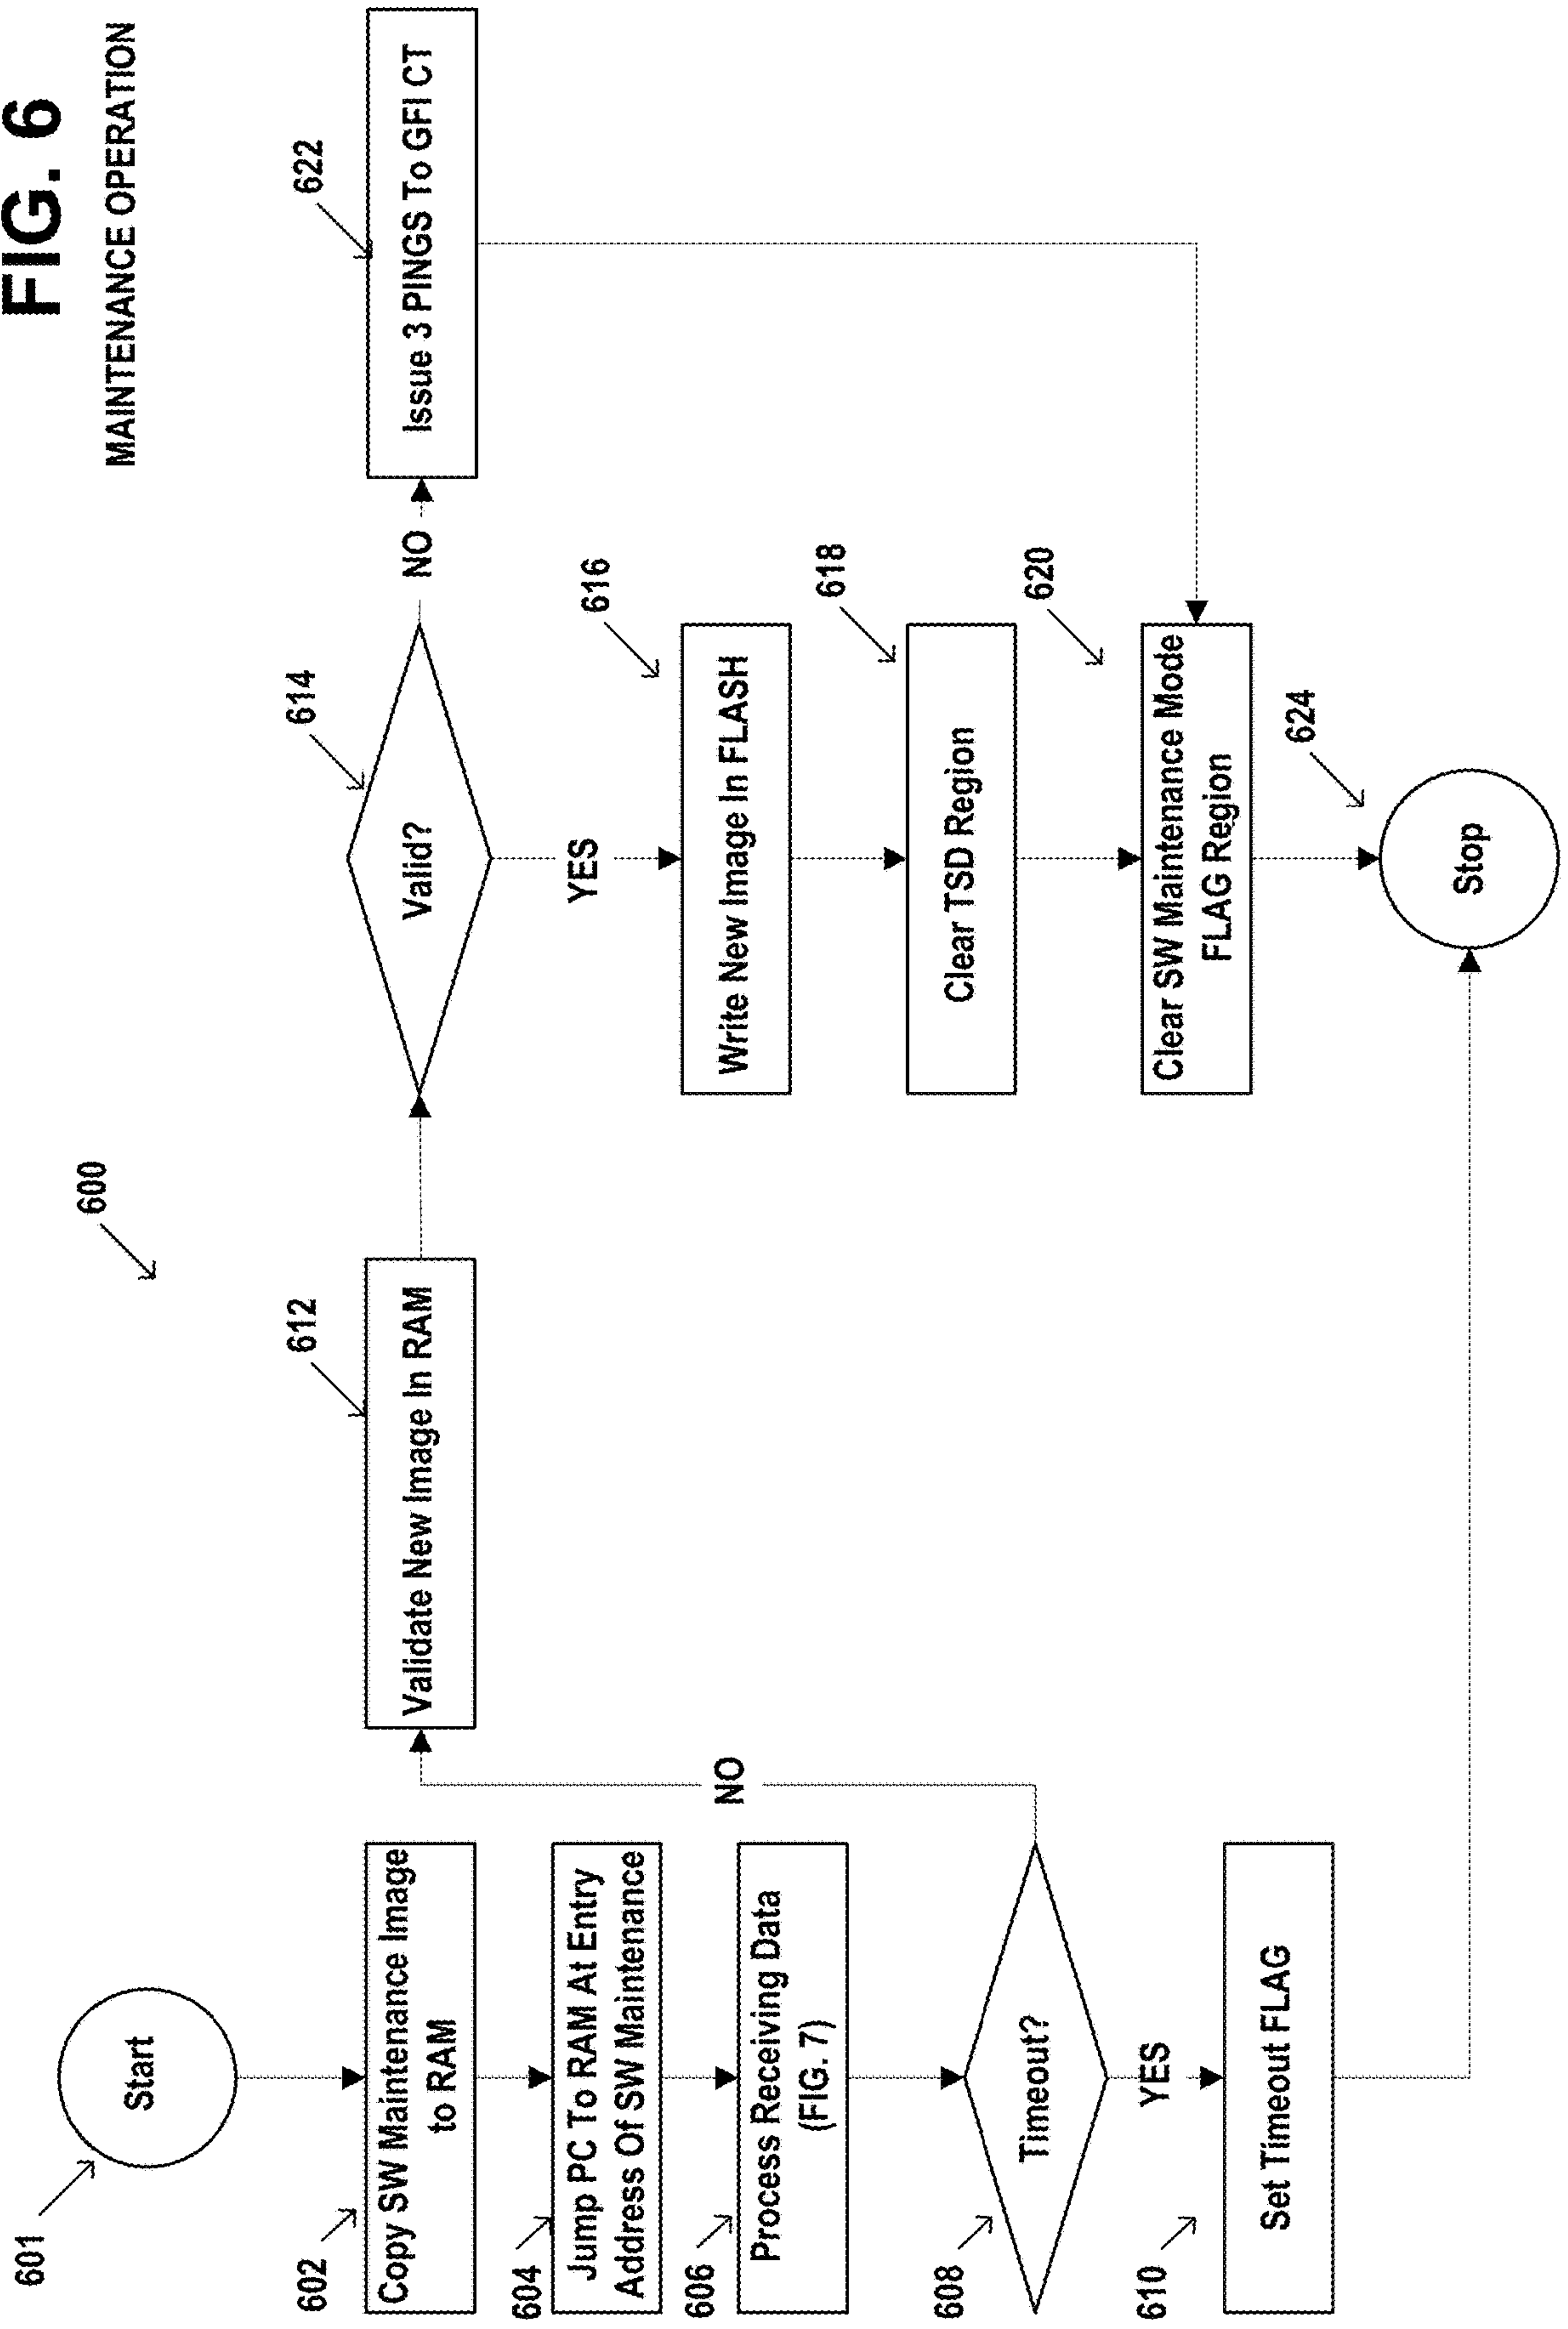 FIG. 6
MAINTENANCE OPERATION
600
601
Start
602
Copy SW Maintenance Image
to RAM
604
Jump PC To RAM At Entry
Address Of SW Maintenance
606
Process Receiving Data
(FIG. 7)
608
Timeout?
NO
YES
610
Set Timeout FLAG
612
Validate New Image In RAM
614
Valid?
NO
YES
616
Write New Image In FLASH
618
Clear TSD Region
620
Clear SW Maintenance Mode
FLAG Region
622
Issue 3 PINGS To GFI CT
624
Stop